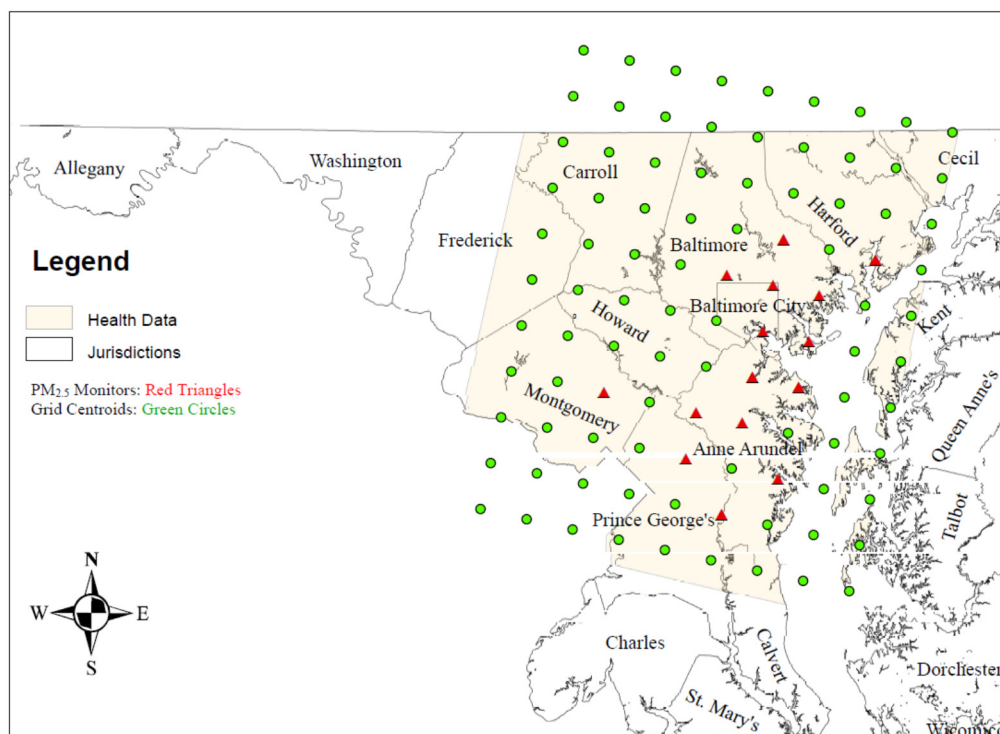 Allegany
Washington
Carroll
Cecil
Frederick
Harford
Baltimore
Legend
Health Data
Jurisdictions
PM2.5 Monitors: Red Triangles
Grid Centroids: Green Circles
Baltimore City
Howard
Kent
Montgomery
Queen Anne's
Anne Arundel
Talbot
Prince George's
N
W E
S
Charles
Calvert
St. Mary's
Dorchester
Wicomico